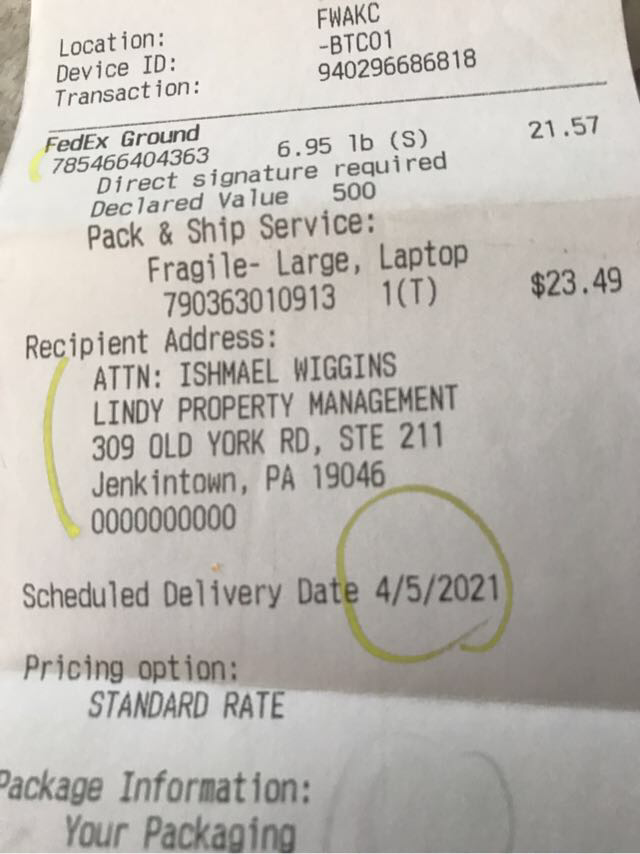 Location: FWAKC
Device ID: -BTC01
Transaction: 940296686818
FedEx Ground
785466404363 6.95 lb (S) 21.57
Direct signature required
Declared Value 500
Pack & Ship Service:
Fragile- Large, Laptop
790363010913 1(T) $23.49
Recipient Address:
ATTN: ISHMAEL WIGGINS
LINDY PROPERTY MANAGEMENT
309 OLD YORK RD, STE 211
Jenkintown, PA 19046
0000000000
Scheduled Delivery Date 4/5/2021
Pricing option:
STANDARD RATE
Package Information:
Your Packaging